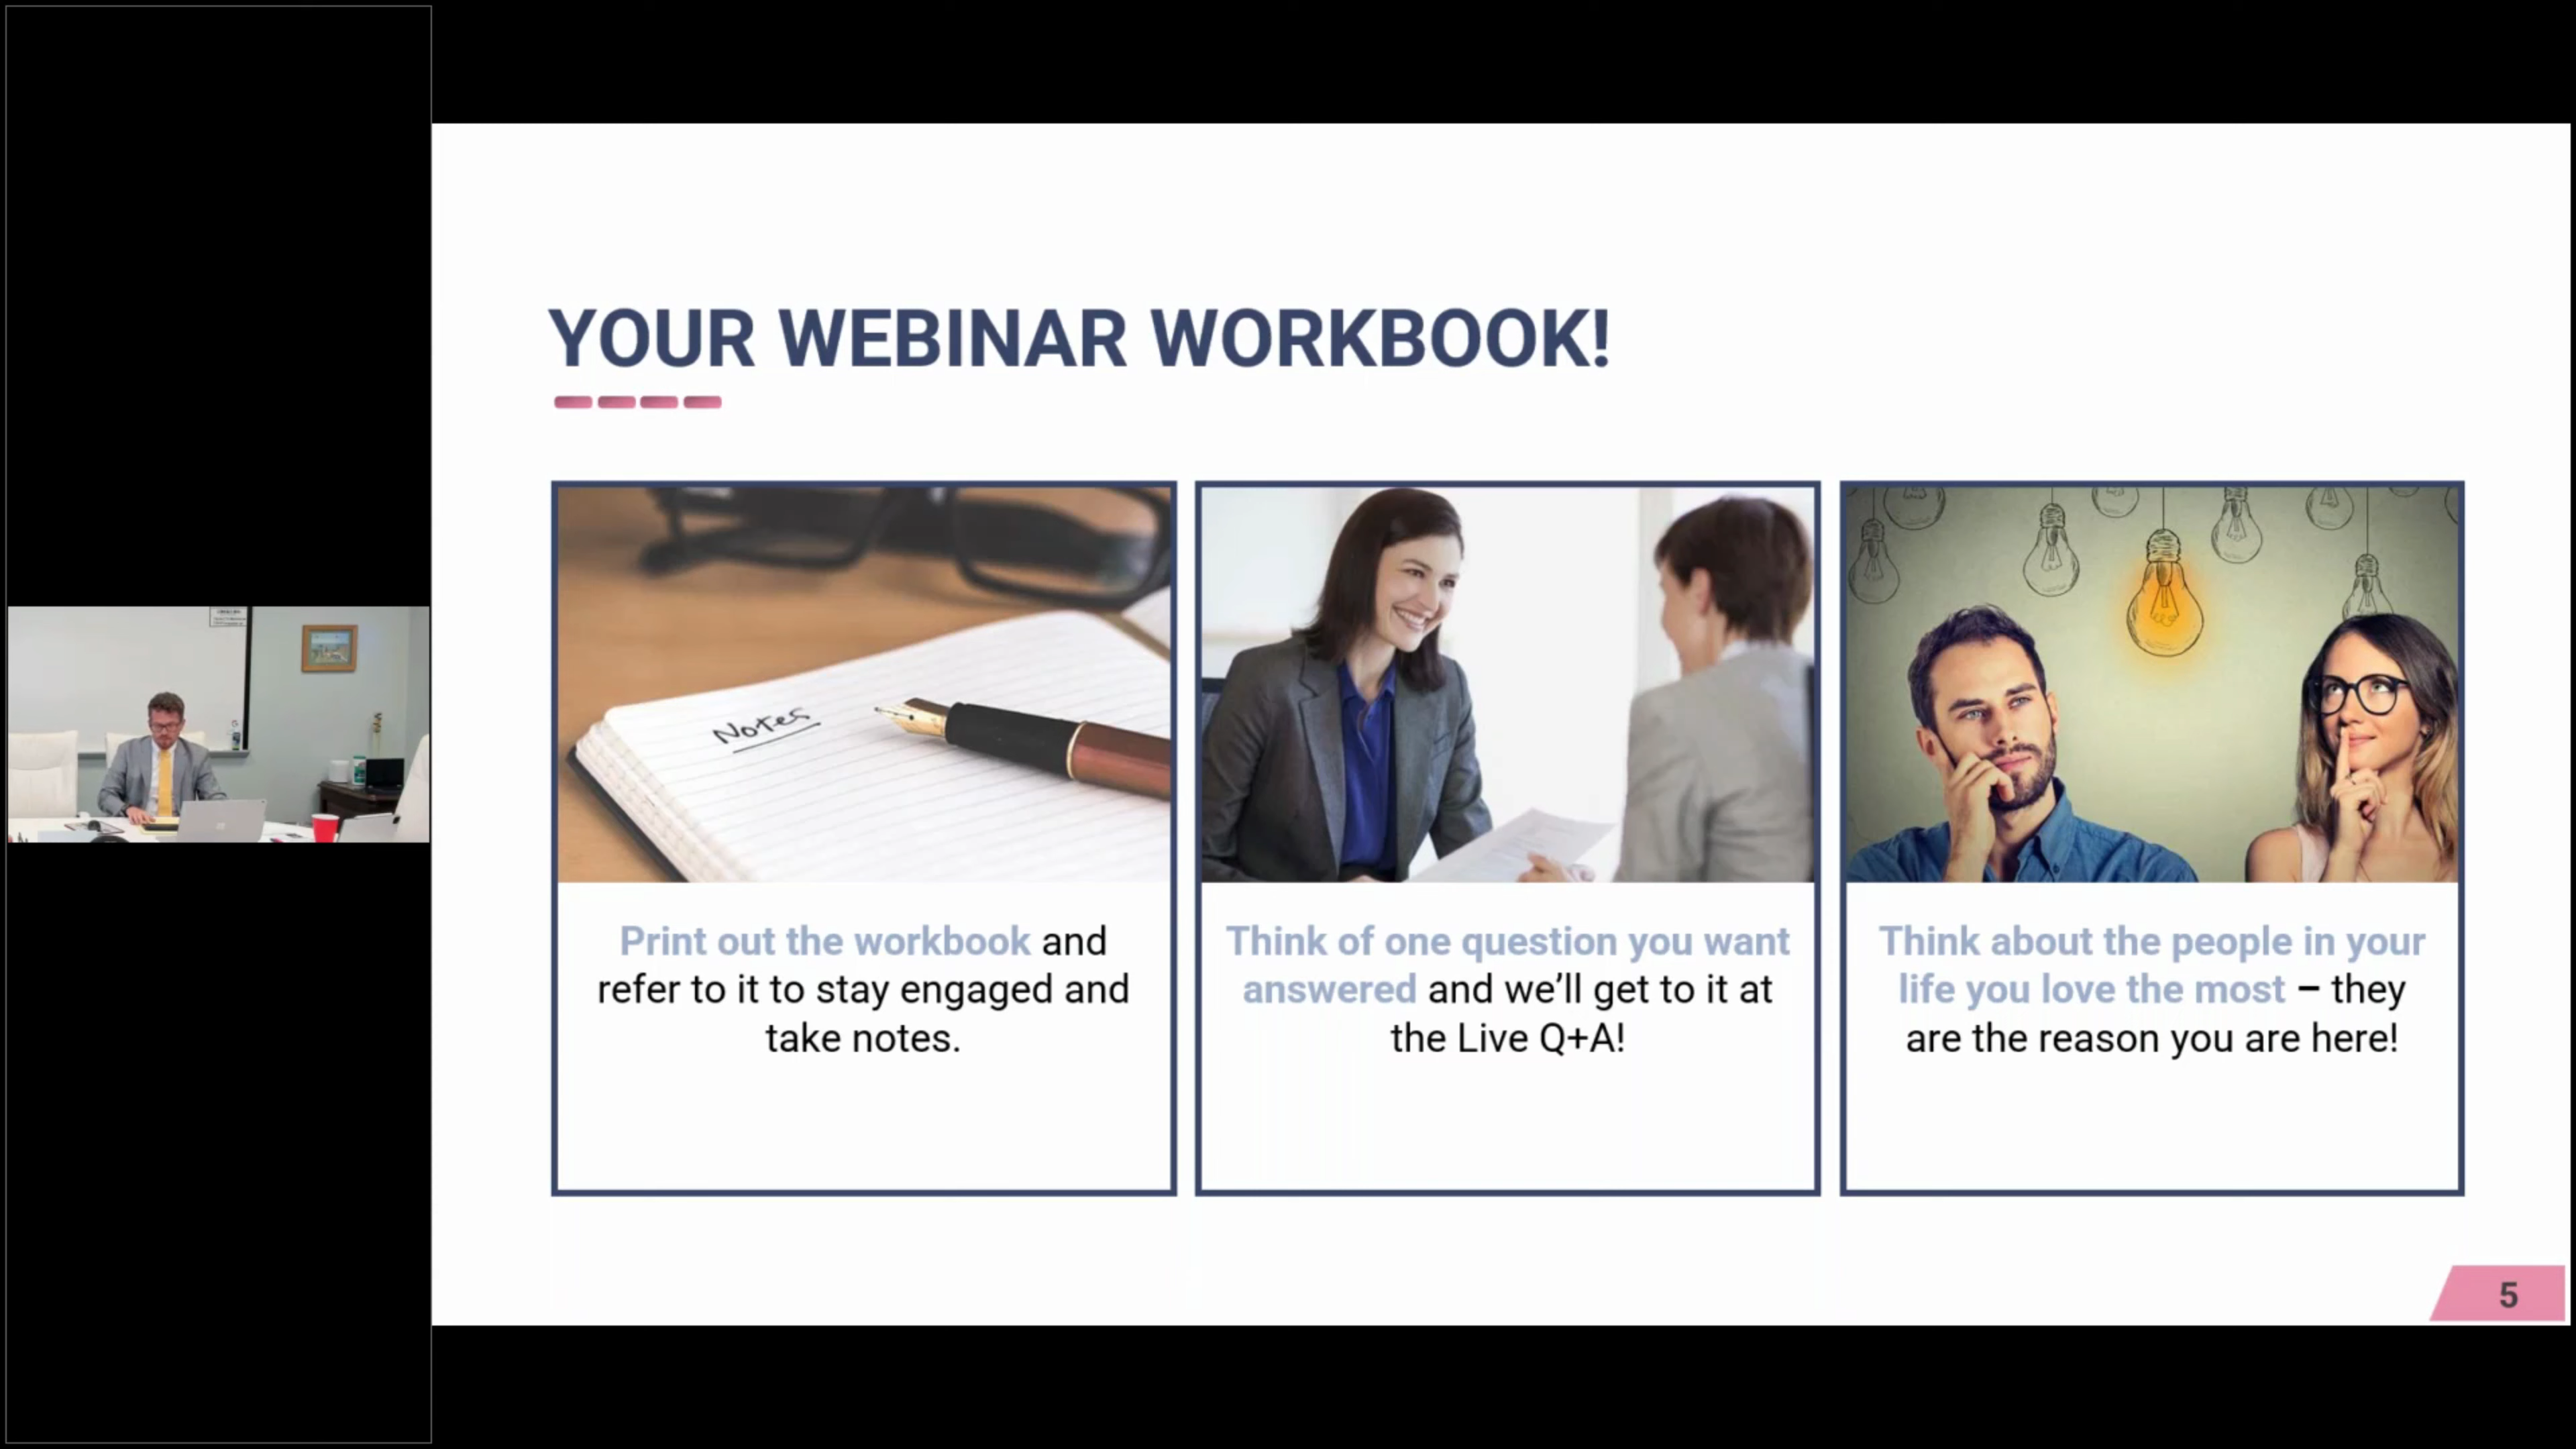 YOUR WEBINAR WORKBOOK!
Notes
Print out the workbook and
refer to it to stay engaged and
take notes.
Think of one question you want
answered and we’ll get to it at
the Live Q+A!
Think about the people in your
life you love the most – they
are the reason you are here!
5